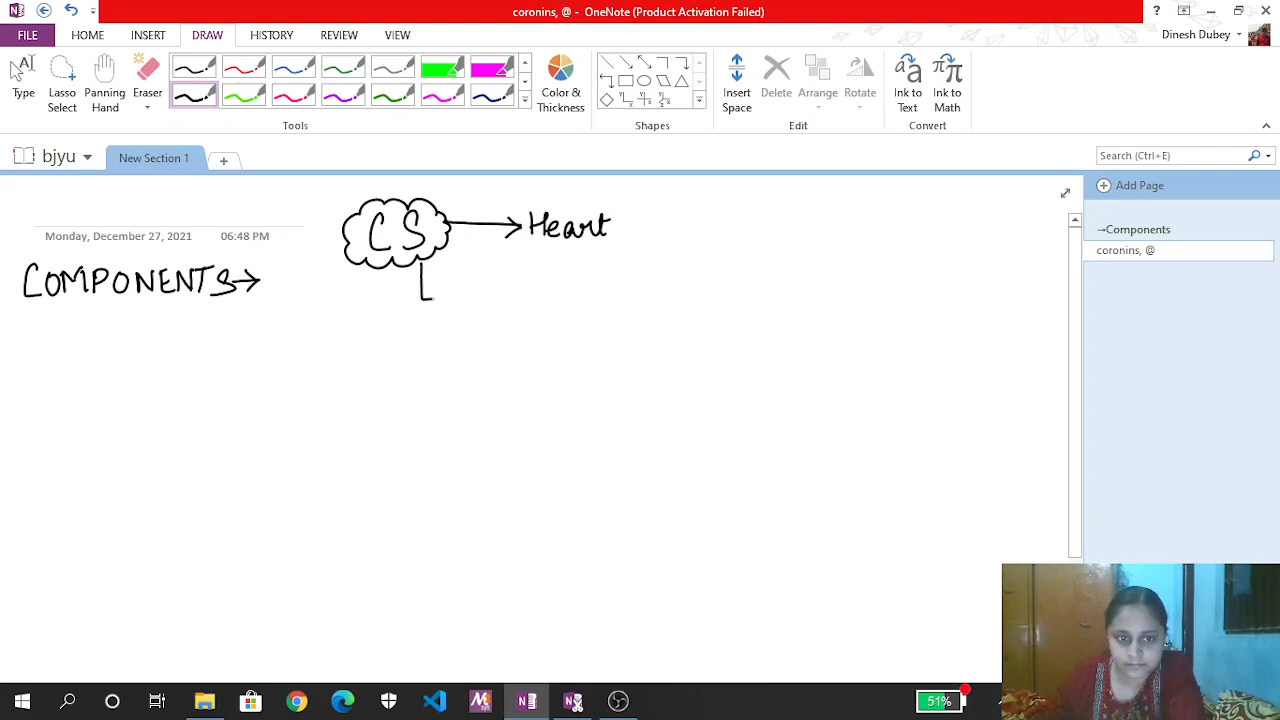 coronins, @ - OneNote (Product Activation Failed)
FILE HOME INSERT DRAW HISTORY REVIEW VIEW
Dinesh Dubey
Type
Lasso Select
Panning Hand
Eraser
Color & Thickness
Insert Space
Delete
Arrange
Rotate
Ink to Text
Ink to Math
Tools Shapes Edit Convert
bjyu New Section 1
Search (Ctrl+E)
Add Page
→Components
coronins, @
CS → Heart
Monday, December 27, 2021 06:48 PM
COMPONENTS→
51%